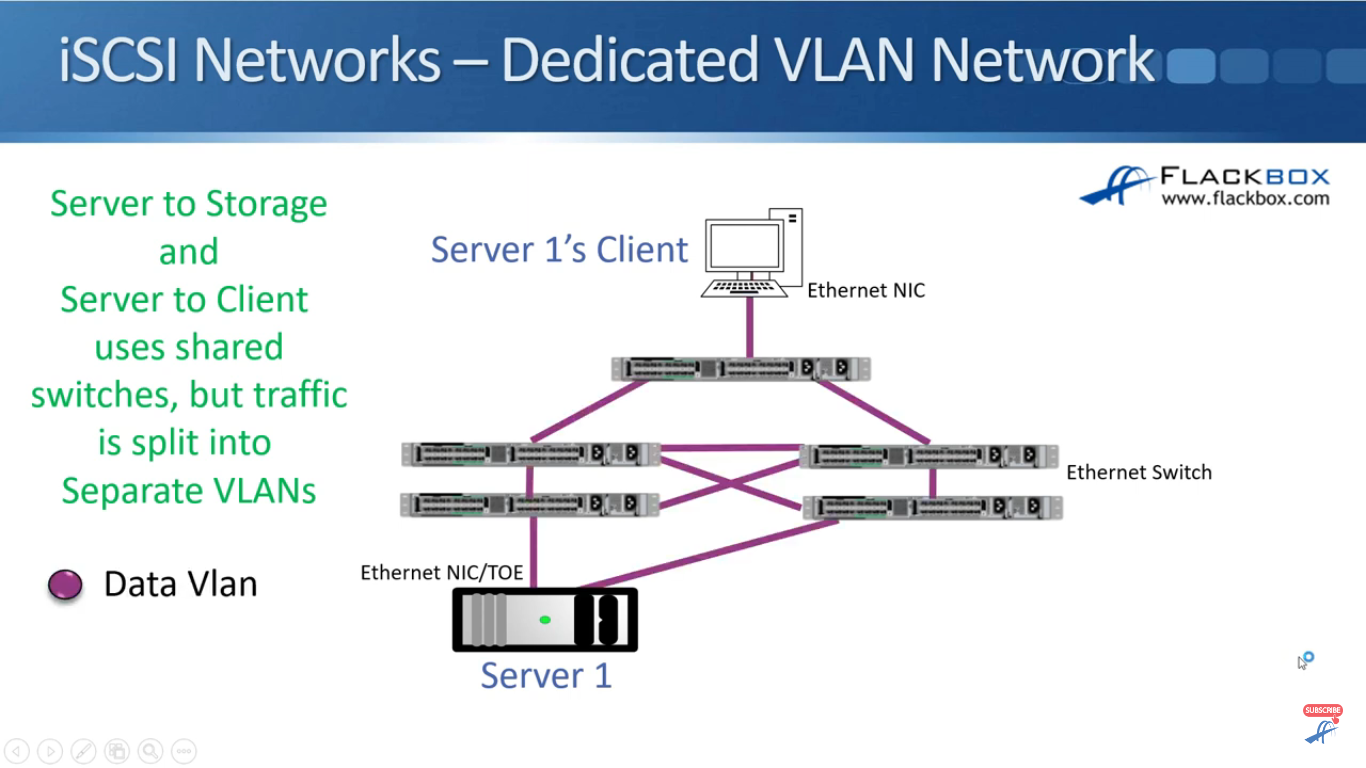 iSCSI Networks – Dedicated VLAN Network
FLACKBOX
www.flackbox.com
Server to Storage
and
Server to Client
uses shared
switches, but traffic
is split into
Separate VLANs
Data Vlan
Server 1’s Client
Ethernet NIC
Ethernet Switch
Ethernet NIC/TOE
Server 1
SUBSCRIBE